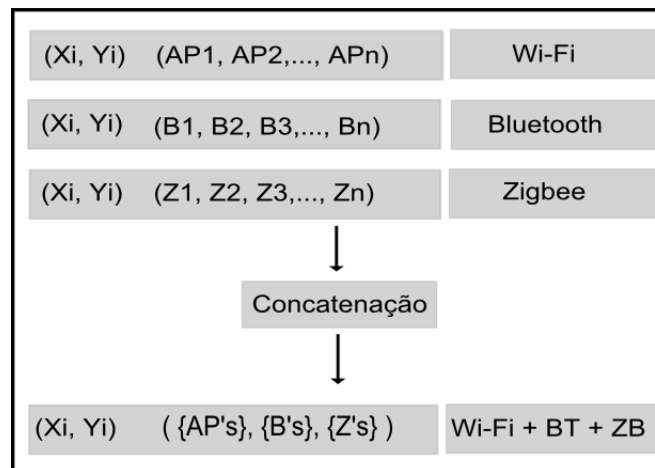 (Xi, Yi) (AP1, AP2,..., APn) Wi-Fi
(Xi, Yi) (B1, B2, B3,..., Bn) Bluetooth
(Xi, Yi) (Z1, Z2, Z3,..., Zn) Zigbee
Concatenação
(Xi, Yi) ( {AP's}, {B's}, {Z's} ) Wi-Fi + BT + ZB